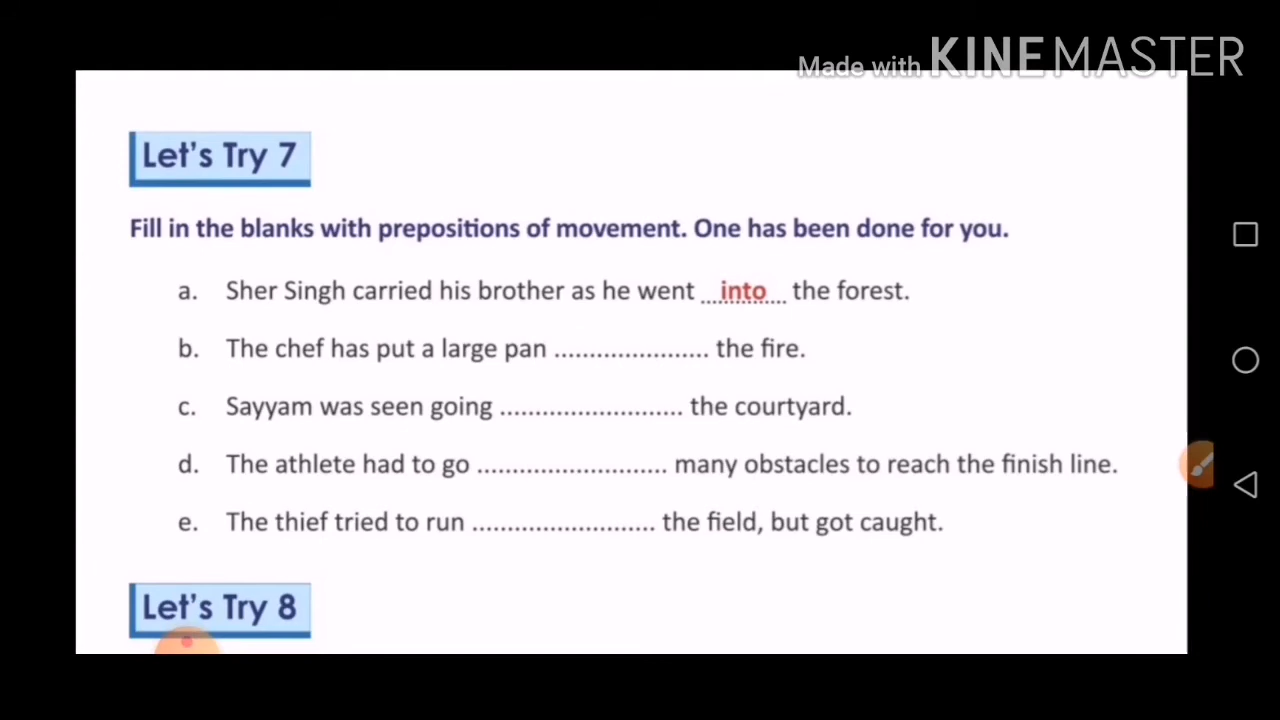 Made with KINEMASTER
Let's Try 7
Fill in the blanks with prepositions of movement. One has been done for you.
a. Sher Singh carried his brother as he went ...into... the forest.
b. The chef has put a large pan ...................... the fire.
c. Sayyam was seen going .......................... the courtyard.
d. The athlete had to go ........................... many obstacles to reach the finish line.
e. The thief tried to run .......................... the field, but got caught.
Let's Try 8